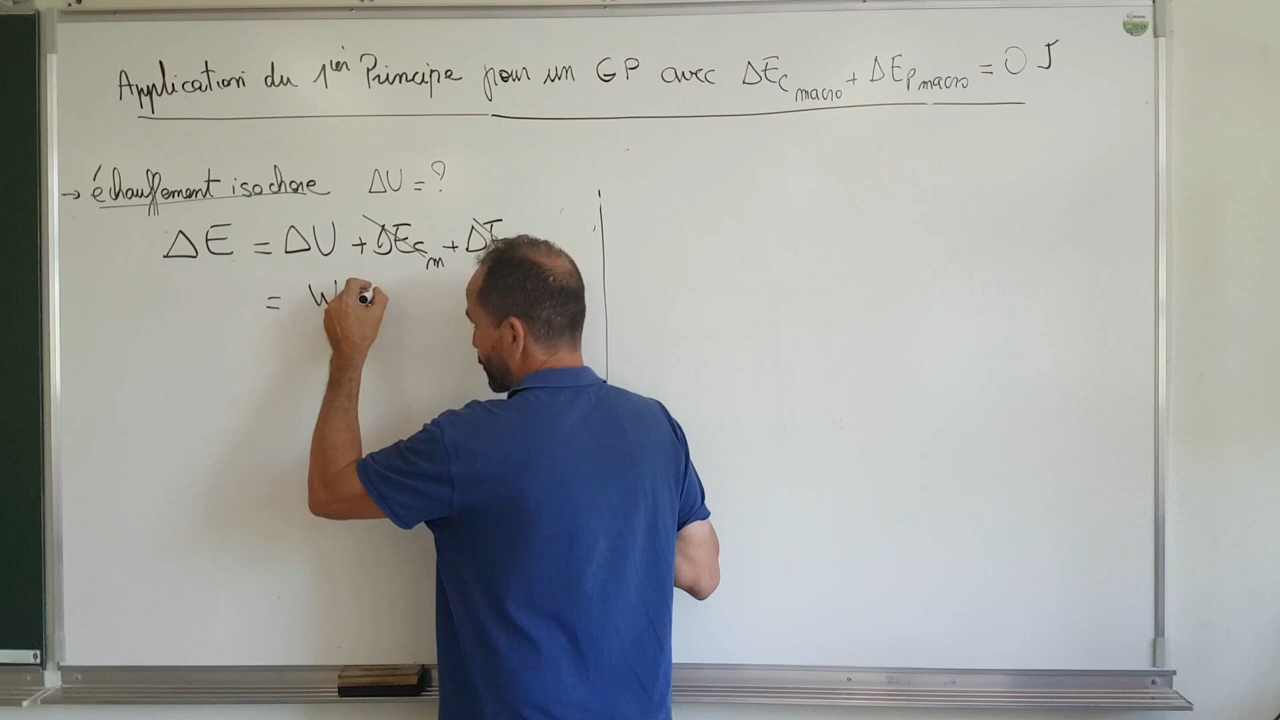 Application du 1er Principe pour un GP avec ΔEc macro + ΔEp macro = 0 J
→ échauffement isochore ΔU = ?
ΔE = ΔU + ΔEc m + ΔE
= W